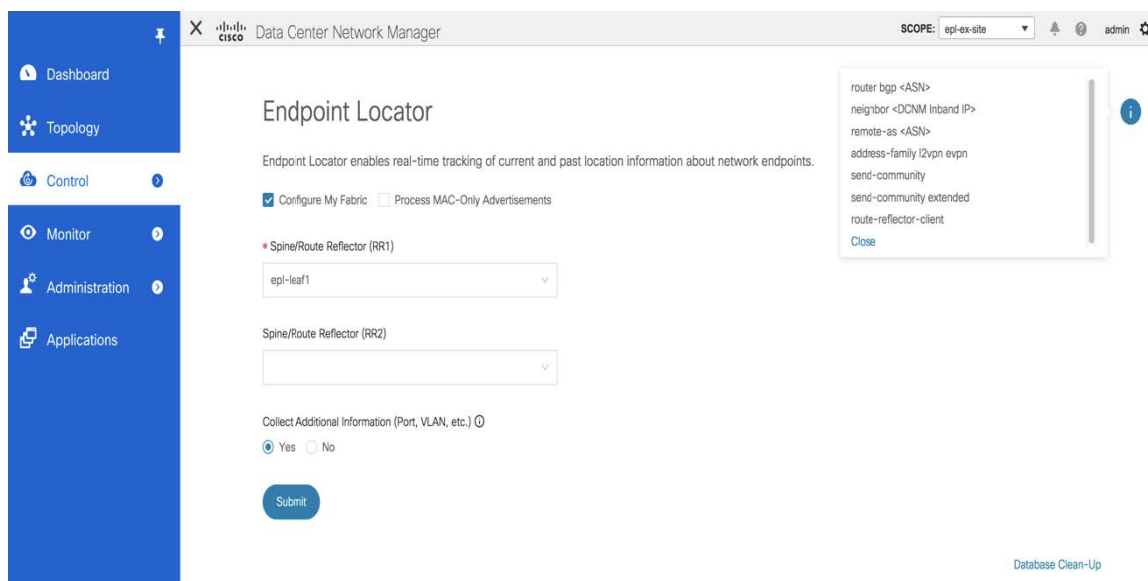 CISCO Data Center Network Manager
SCOPE: epl-ex-site
admin
Dashboard
Topology
Control
Monitor
Administration
Applications
Endpoint Locator
Endpoint Locator enables real-time tracking of current and past location information about network endpoints.
Configure My Fabric
Process MAC-Only Advertisements
* Spine/Route Reflector (RR1)
epl-leaf1
Spine/Route Reflector (RR2)
Collect Additional Information (Port, VLAN, etc.)
Yes
No
Submit
router bgp <ASN>
neighbor <DCNM Inband IP>
remote-as <ASN>
address-family l2vpn evpn
send-community
send-community extended
route-reflector-client
Close
Database Clean-Up